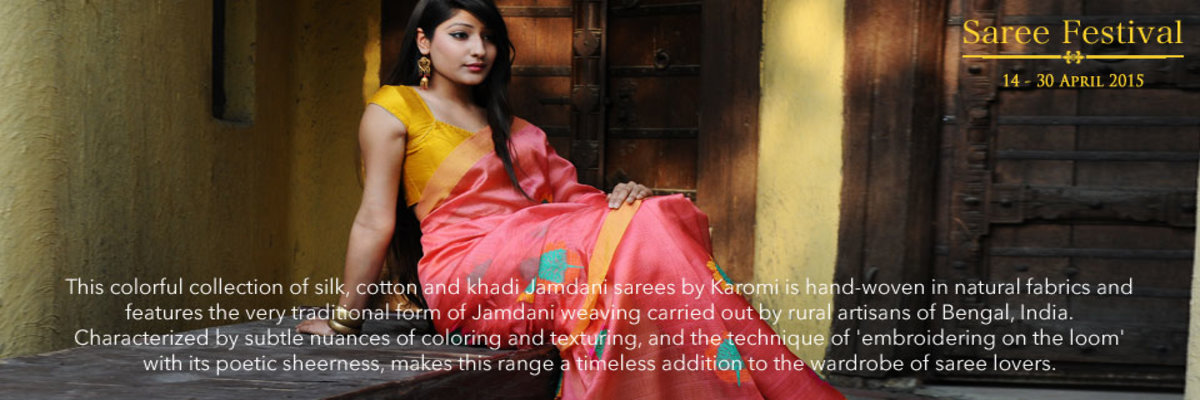 Saree Festival
14 - 30 April 2015
This colorful collection of silk, cotton and khadi Jamdani sarees by Karomi is hand-woven in natural fabrics and
features the very traditional form of Jamdani weaving carried out by rural artisans of Bengal, India.
Characterized by subtle nuances of coloring and texturing, and the technique of 'embroidering on the loom'
with its poetic sheerness, makes this range a timeless addition to the wardrobe of saree lovers.